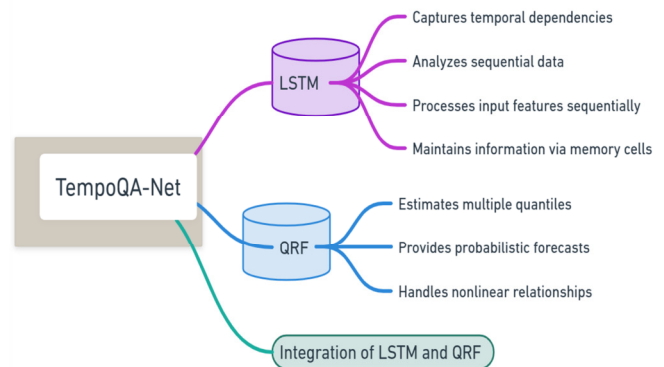 TempoQA-Net
LSTM
Captures temporal dependencies
Analyzes sequential data
Processes input features sequentially
Maintains information via memory cells
QRF
Estimates multiple quantiles
Provides probabilistic forecasts
Handles nonlinear relationships
Integration of LSTM and QRF